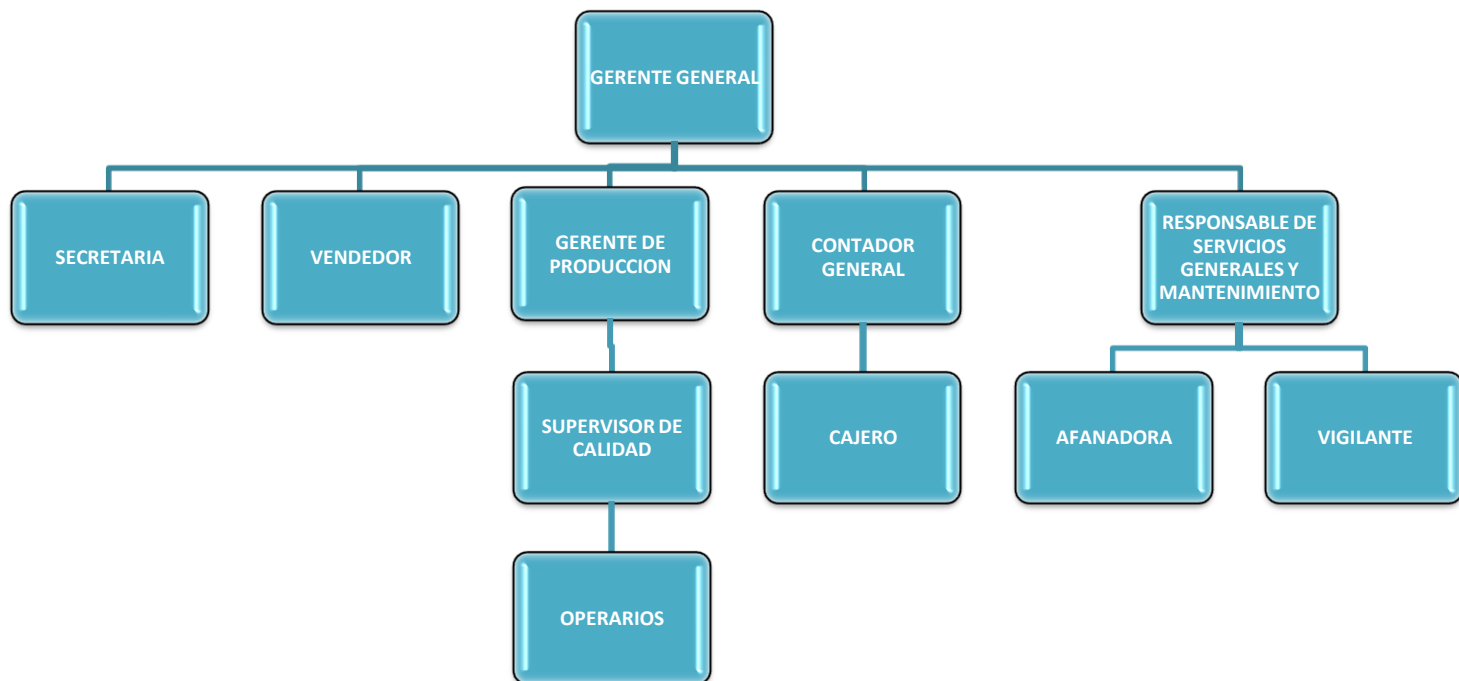 GERENTE GENERAL
SECRETARIA
VENDEDOR
GERENTE DE
PRODUCCION
CONTADOR
GENERAL
RESPONSABLE DE
SERVICIOS
GENERALES Y
MANTENIMIENTO
SUPERVISOR DE
CALIDAD
CAJERO
AFANADORA
VIGILANTE
OPERARIOS